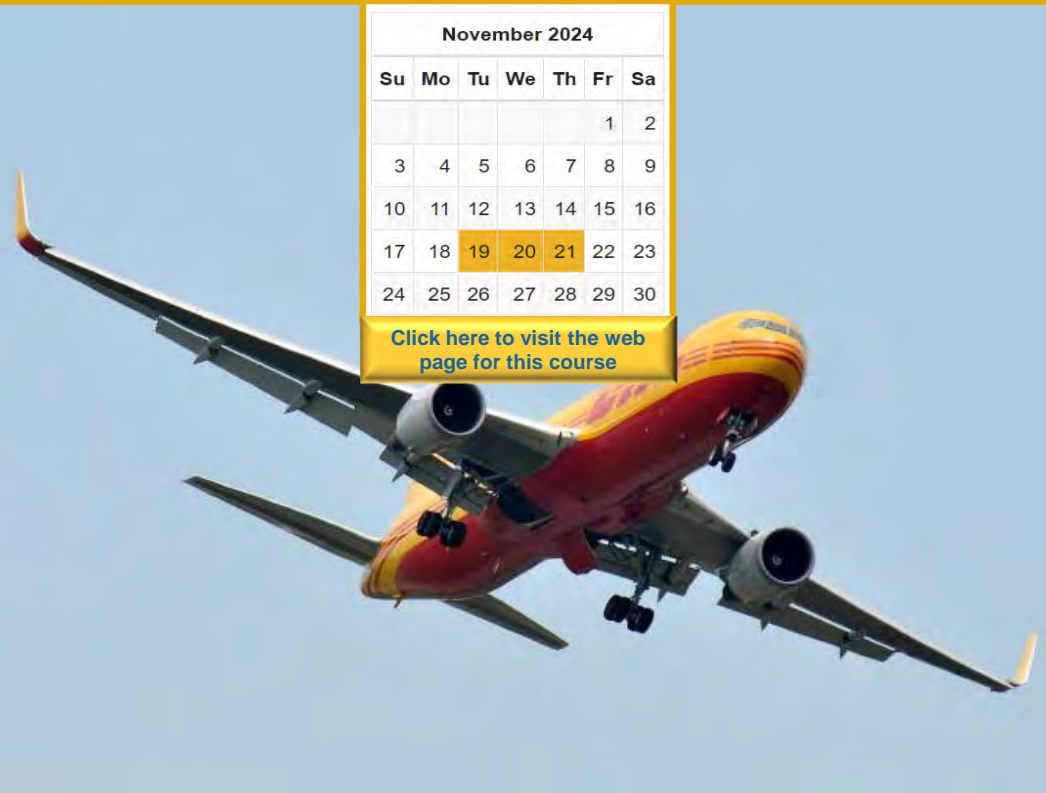 November 2024
Su Mo Tu We Th Fr Sa
1 2
3 4 5 6 7 8 9
10 11 12 13 14 15 16
17 18 19 20 21 22 23
24 25 26 27 28 29 30
Click here to visit the web
page for this course